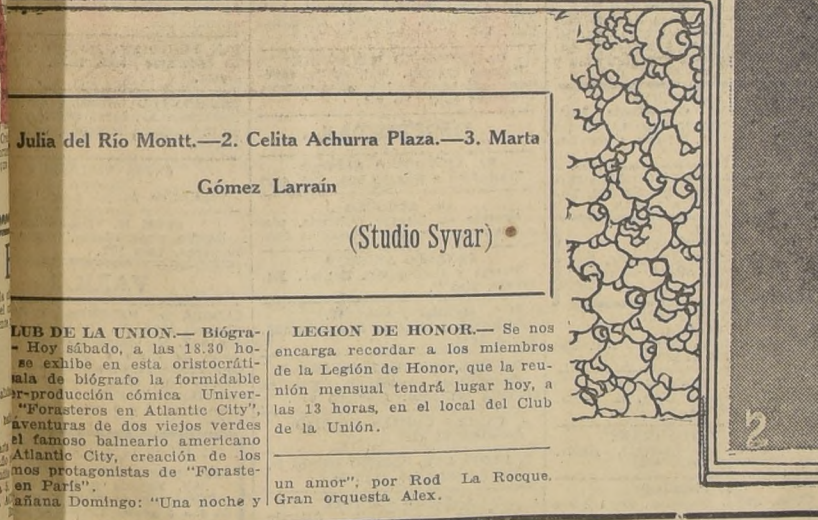 Julia del Río Montt.—2. Celita Achurra Plaza.—3. Marta
Gómez Larraín
(Studio Syvar)
LUB DE LA UNION.— Biógra-
- Hoy sábado, a las 18.30 ho-
se exhibe en esta oristocráti-
sala de biógrafo la formidable
er-producción cómica Univer-
"Forasteros en Atlantic City",
aventuras de dos viejos verdes
el famoso balneario americano
Atlantic City, creación de los
mos protagonistas de "Foraste-
en París".
añana Domingo: "Una noche y
LEGION DE HONOR.— Se nos
encarga recordar a los miembros
de la Legión de Honor, que la reu-
nión mensual tendrá lugar hoy, a
las 13 horas, en el local del Club
de la Unión.
un amor", por Rod La Rocque.
Gran orquesta Alex.
2